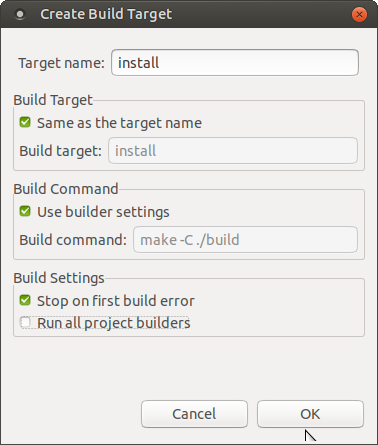 Create Build Target
Target name: install
Build Target
Same as the target name
Build target: install
Build Command
Use builder settings
Build command: make -C ./build
Build Settings
Stop on first build error
Run all project builders
Cancel OK